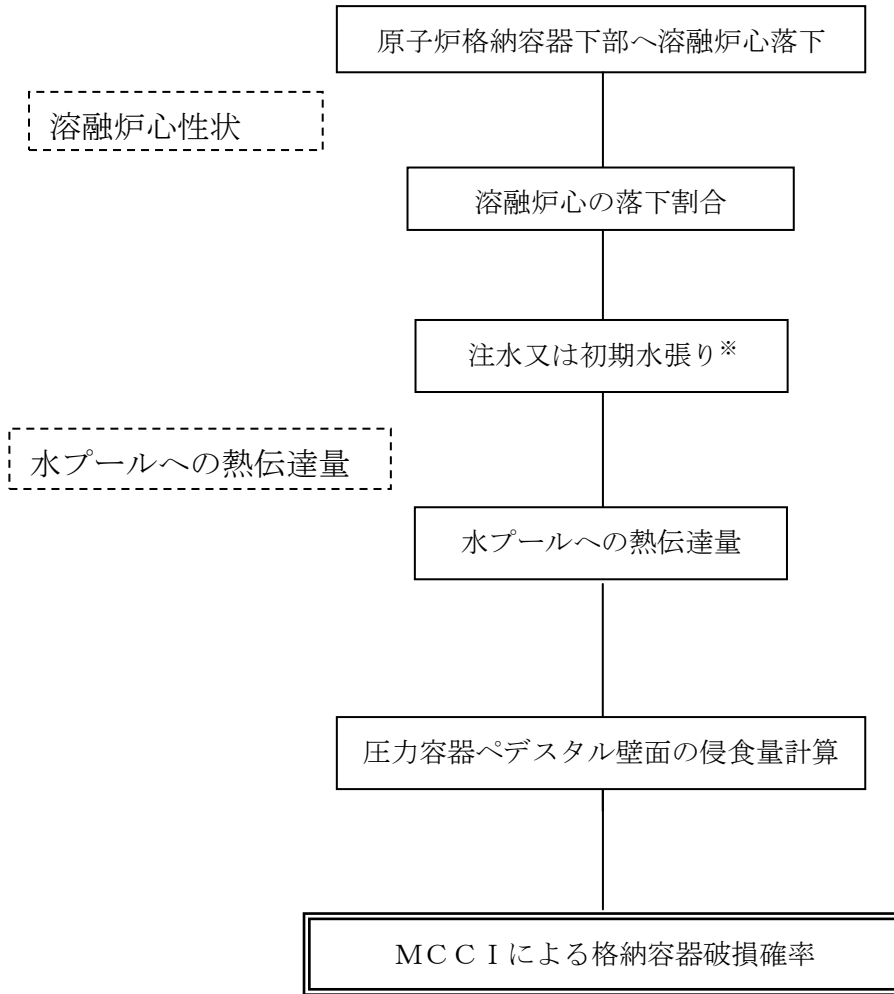 原子炉格納容器下部へ溶融炉心落下
溶融炉心性状
溶融炉心の落下割合
注水又は初期水張り※
水プールへの熱伝達量
水プールへの熱伝達量
圧力容器ペデスタル壁面の侵食量計算
ＭＣＣＩによる格納容器破損確率